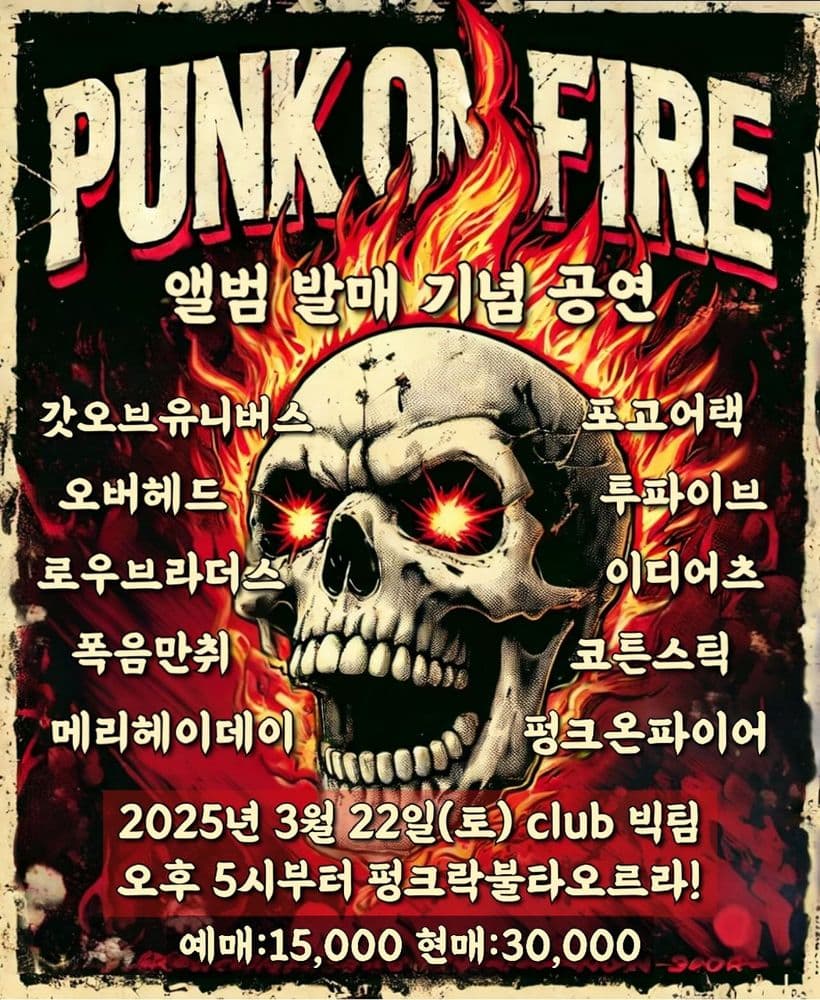 PUNK ON FIRE
앨범 발매 기념 공연
갓오브유니버스 포고어택
오버헤드 투파이브
로우브라더스 이디어츠
폭음만취 코튼스틱
메리헤이데이 펑크온파이어
2025년 3월 22일(토) club 빅팀
오후 5시부터 펑크락불타오르라!
예매:15,000 현매:30,000